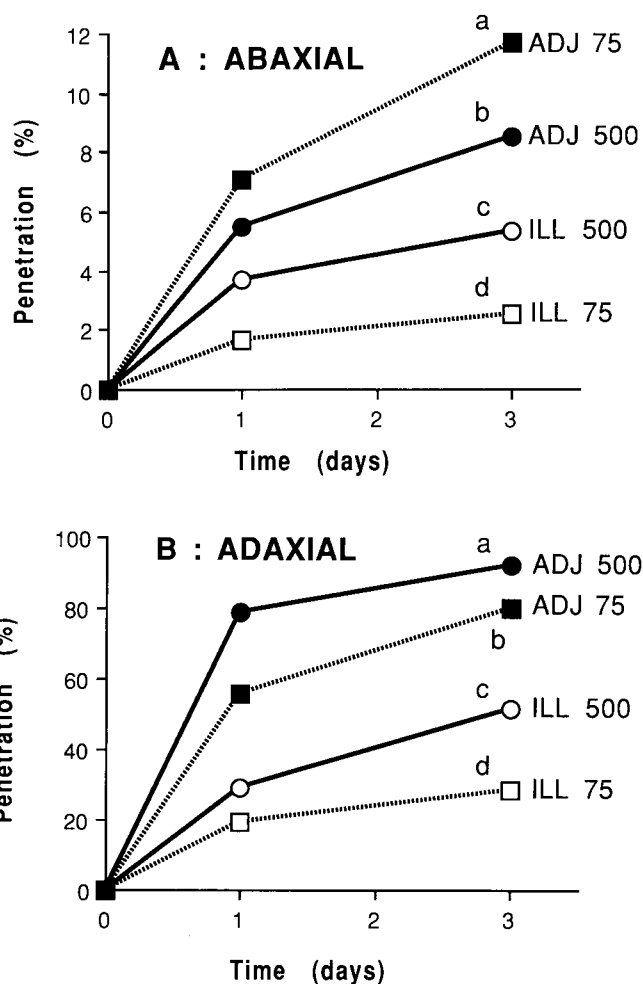 A : ABAXIAL
Penetration (%)
12
10
8
6
4
2
0
a
ADJ 75
b
ADJ 500
c
ILL 500
d
ILL 75
0 1 2 3
Time (days)
B : ADAXIAL
Penetration (%)
100
80
60
40
20
0
a
ADJ 500
ADJ 75
b
c
ILL 500
d
ILL 75
0 1 2 3
Time (days)